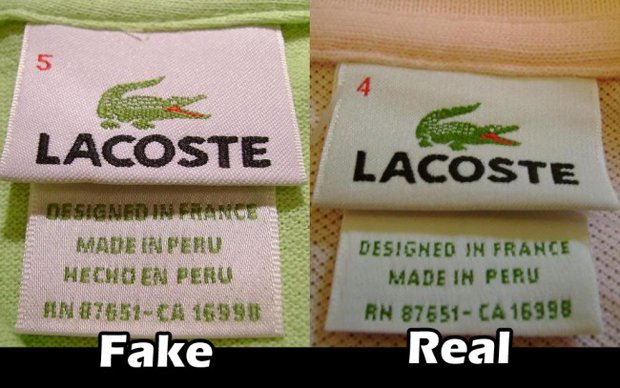 5
LACOSTE
DESIGNED IN FRANCE
MADE IN PERU
HECHO EN PERU
RN 87651-CA 16998
Fake
4
LACOSTE
DESIGNED IN FRANCE
MADE IN PERU
RN 87651-CA 16998
Real